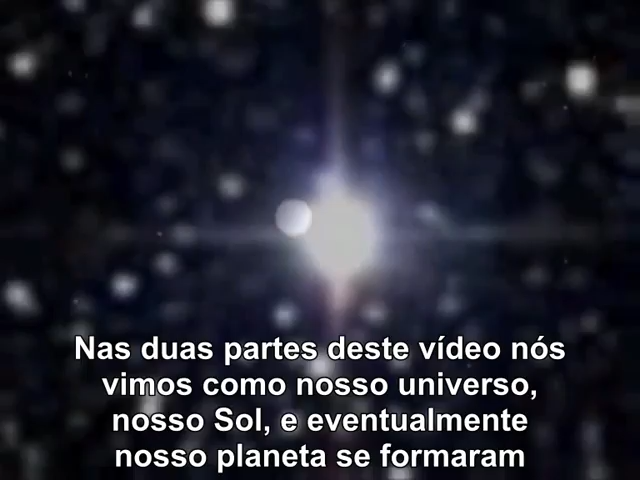 Nas duas partes deste vídeo nós
vimos como nosso universo,
nosso Sol, e eventualmente
nosso planeta se formaram